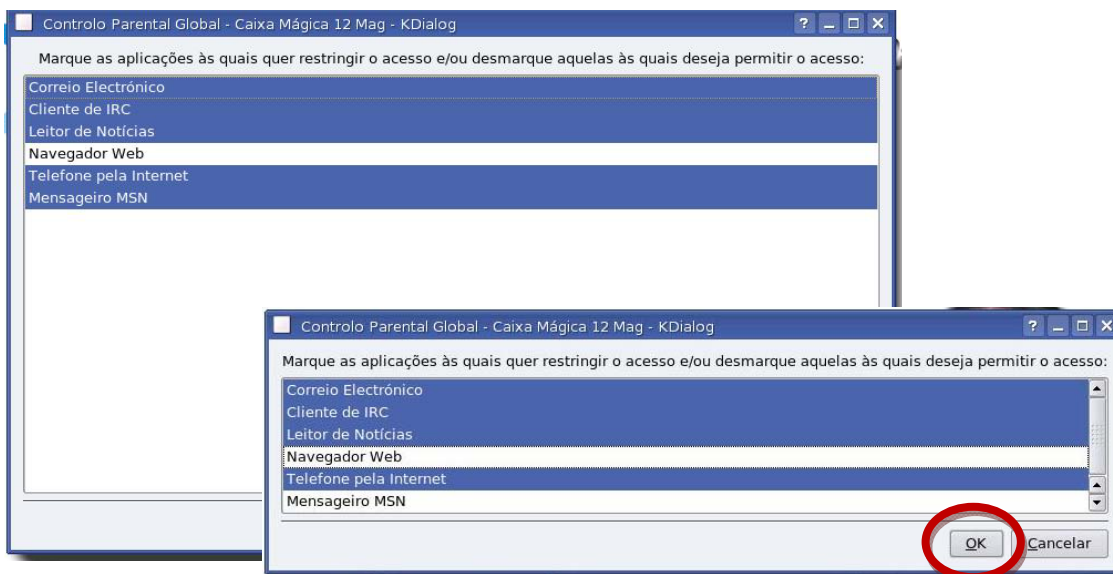 Controlo Parental Global - Caixa Mágica 12 Mag - KDialog
Marque as aplicações às quais quer restringir o acesso e/ou desmarque aquelas às quais deseja permitir o acesso:
Correio Electrónico
Cliente de IRC
Leitor de Notícias
Navegador Web
Telefone pela Internet
Mensageiro MSN
Controlo Parental Global - Caixa Mágica 12 Mag - KDialog
Marque as aplicações às quais quer restringir o acesso e/ou desmarque aquelas às quais deseja permitir o acesso:
Correio Electrónico
Cliente de IRC
Leitor de Notícias
Navegador Web
Telefone pela Internet
Mensageiro MSN
OK Cancelar